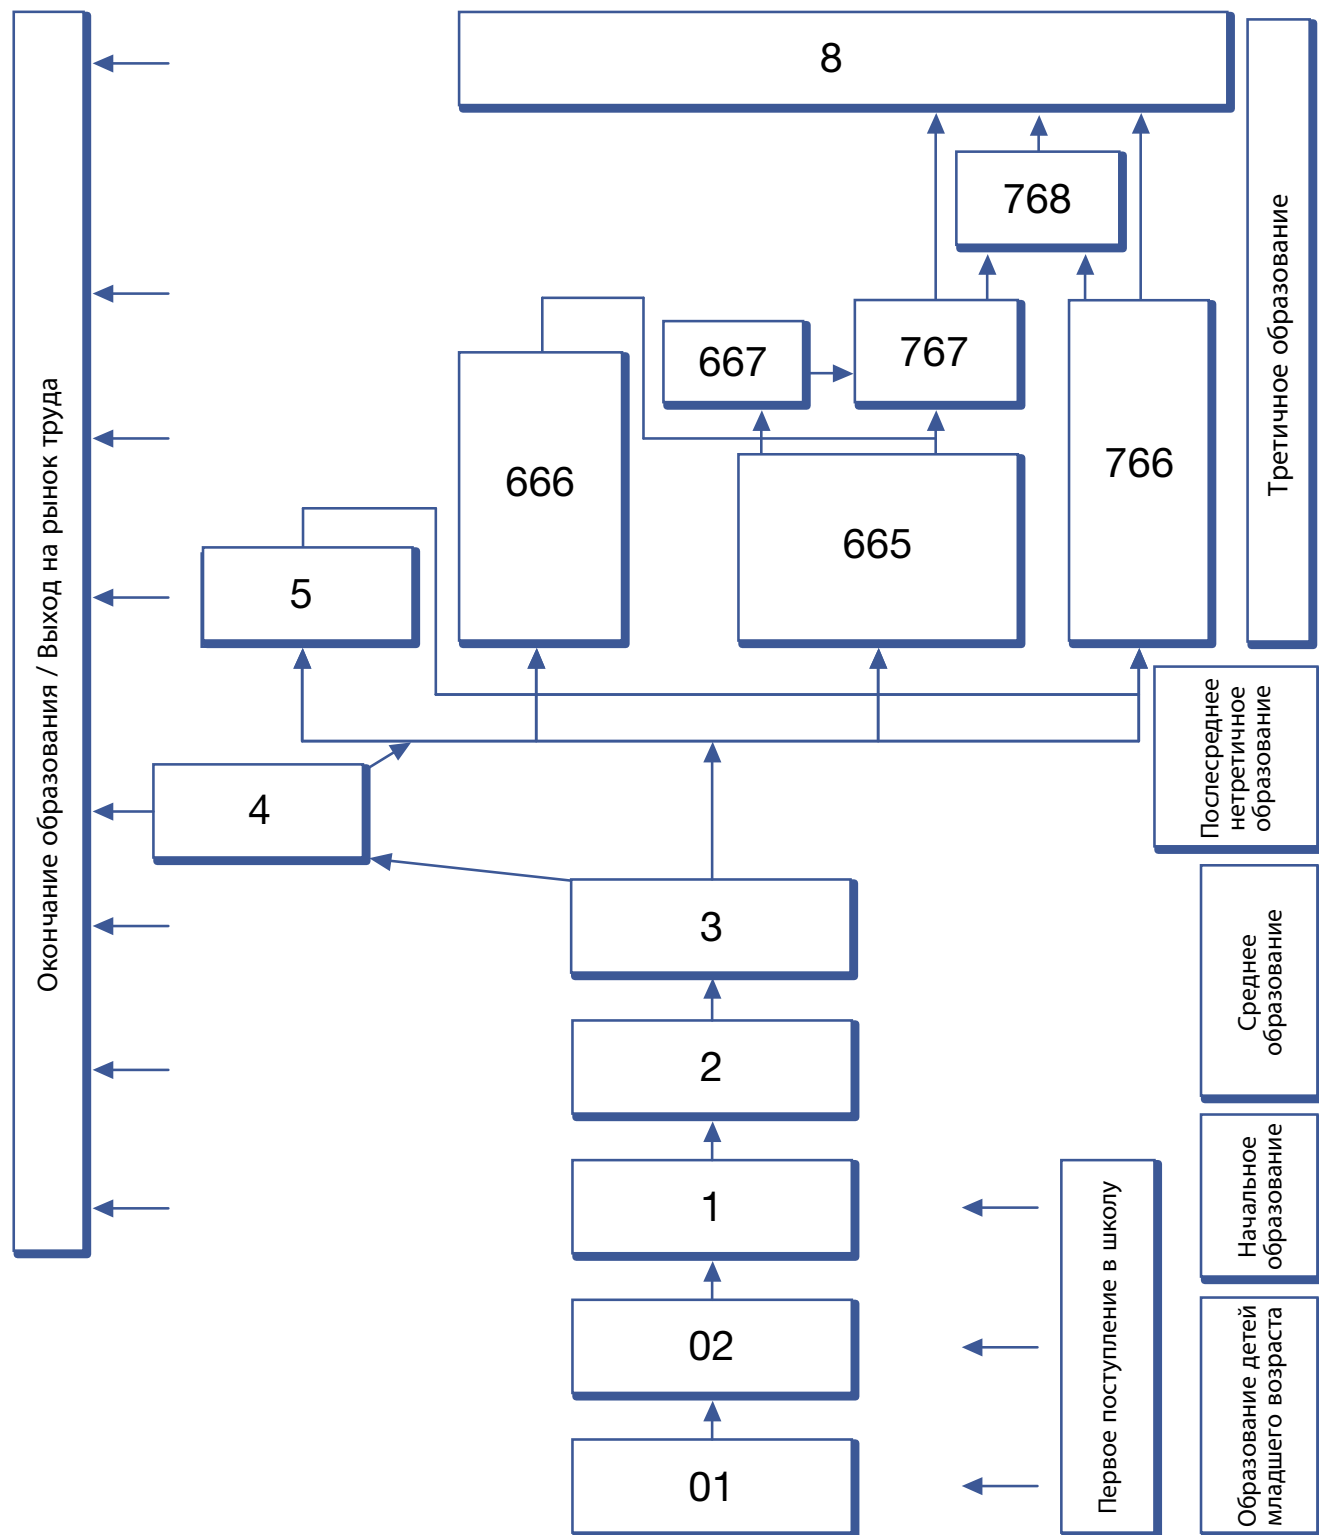 8
768
667
767
666
766
665
5
4
3
2
1
02
01
Окончание образования / Выход на рынок труда
Третичное образование
Послесреднее
нетретичное
образование
Среднее
образование
Начальное
образование
Первое поступление в школу
Образование детей
младшего возраста